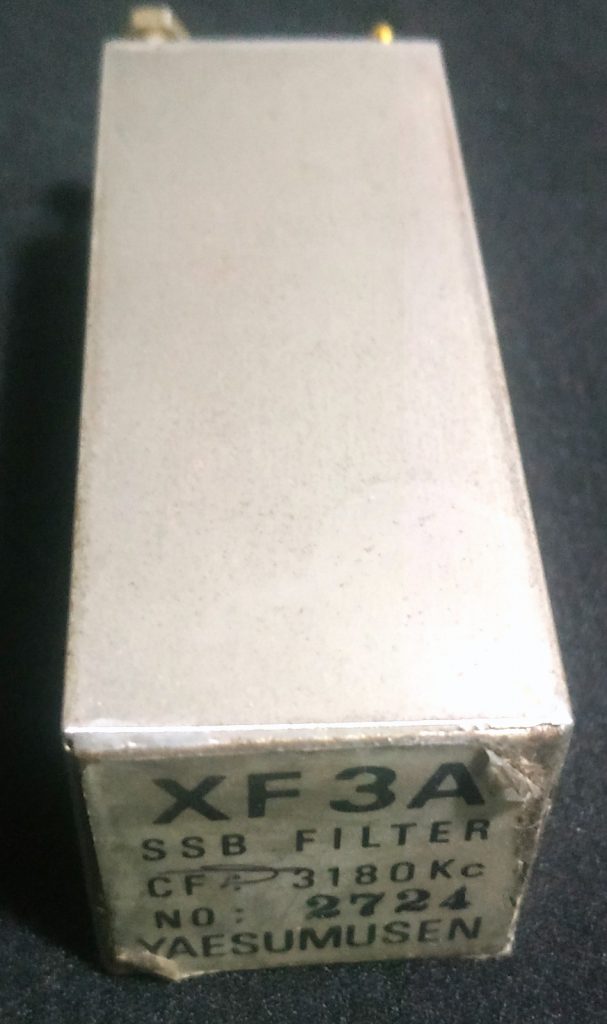 XF3A
SSB FILTER
CF: 3180Kc
NO: 2724
YAESUMUSEN